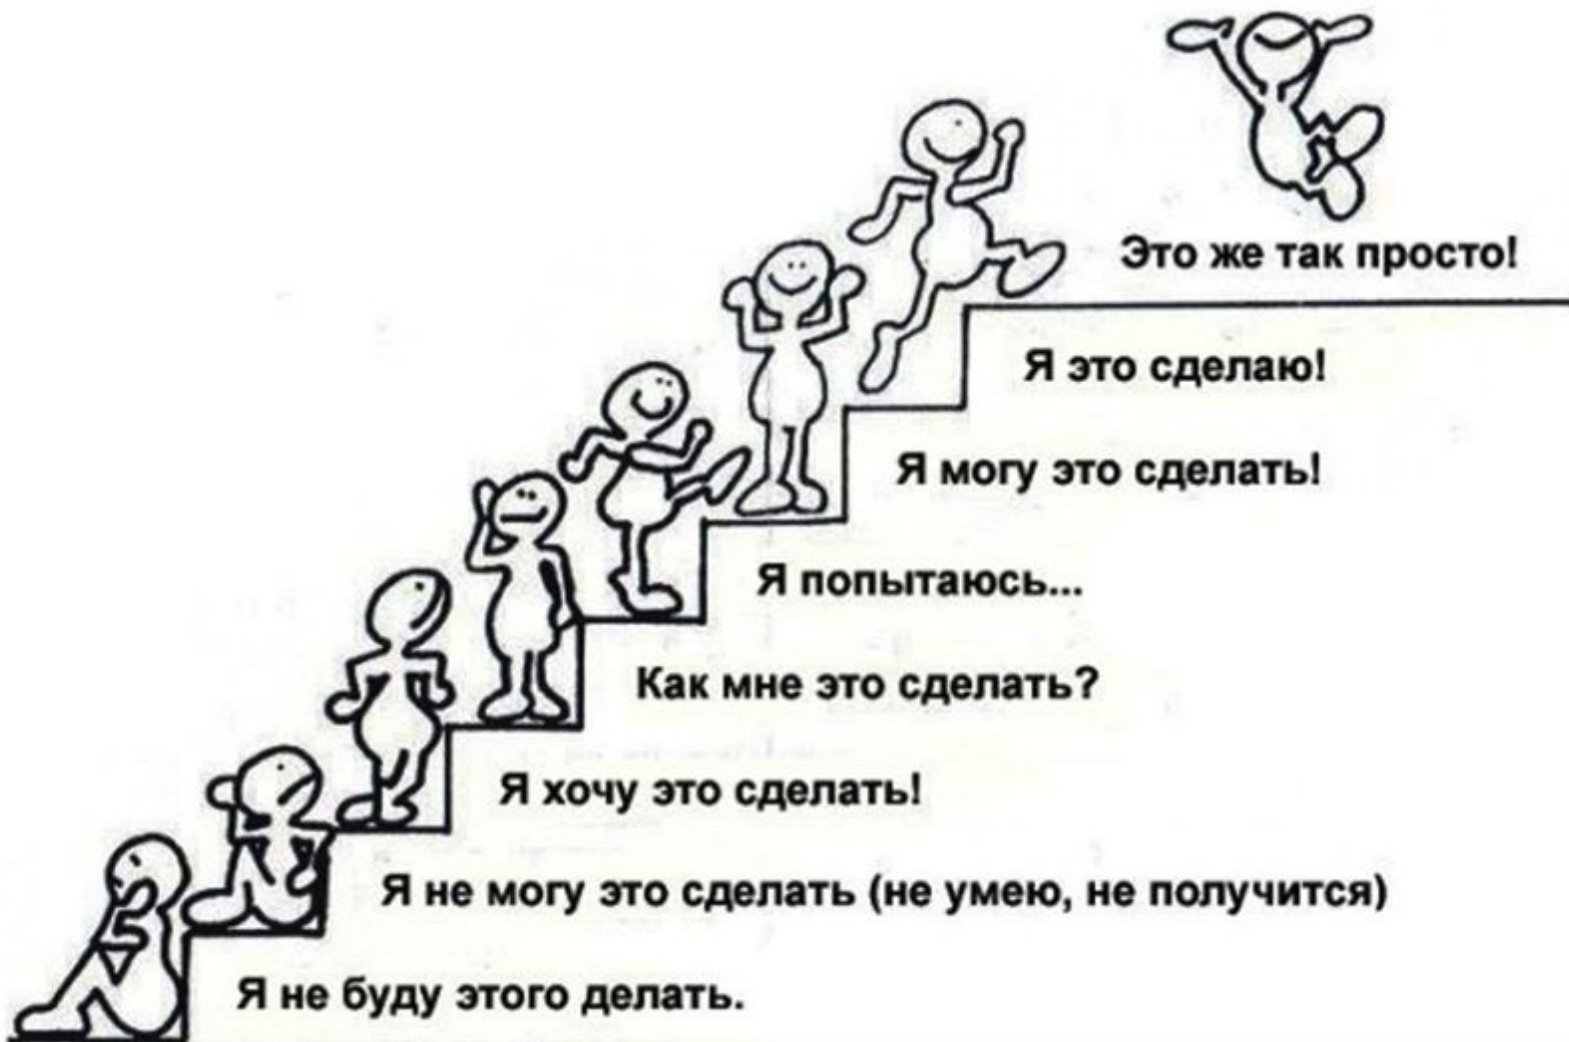 Это же так просто!
Я это сделаю!
Я могу это сделать!
Я попытаюсь...
Как мне это сделать?
Я хочу это сделать!
Я не могу это сделать (не умею, не получится)
Я не буду этого делать.